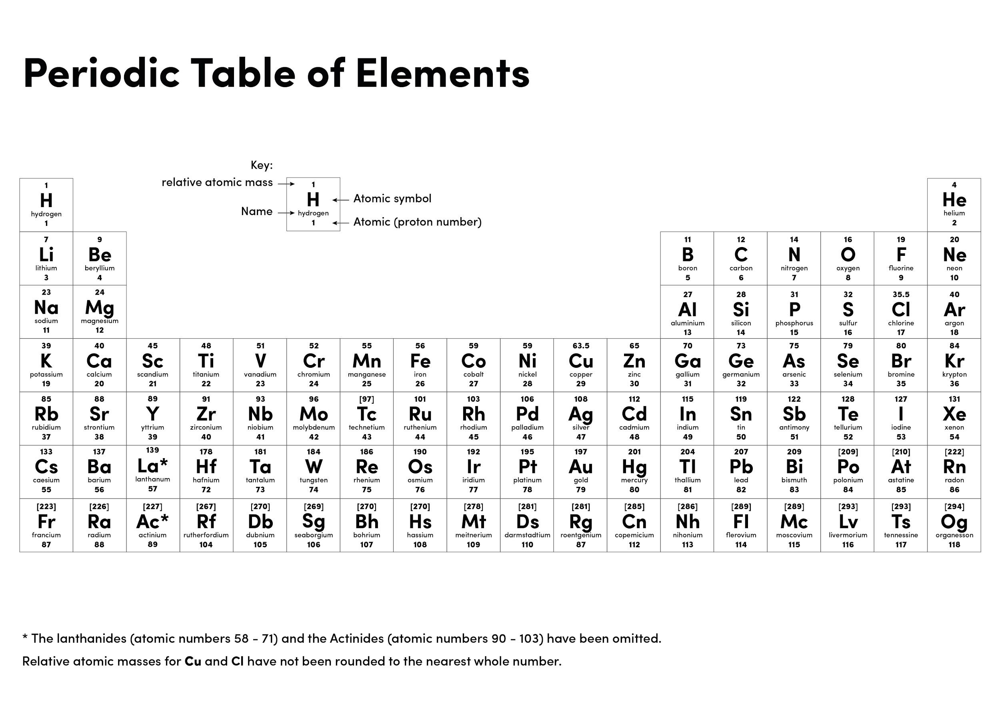 Periodic Table of Elements
Key:
relative atomic mass
Name
1
H
hydrogen
1
Atomic symbol
Atomic (proton number)
1 4
H He
hydrogen helium
1 2
7 9 11 12 14 16 19 20
Li Be B C N O F Ne
lithium beryllium boron carbon nitrogen oxygen fluorine neon
3 4 5 6 7 8 9 10
23 24 27 28 31 32 35.5 40
Na Mg Al Si P S Cl Ar
sodium magnesium aluminium silicon phosphorus sulfur chlorine argon
11 12 13 14 15 16 17 18
39 40 45 48 51 52 55 56 59 59 63.5 65 70 73 75 79 80 84
K Ca Sc Ti V Cr Mn Fe Co Ni Cu Zn Ga Ge As Se Br Kr
potassium calcium scandium titanium vanadium chromium manganese iron cobalt nickel copper zinc gallium germanium arsenic selenium bromine krypton
19 20 21 22 23 24 25 26 27 28 29 30 31 32 33 34 35 36
85 88 89 91 93 96 [97] 101 103 106 108 112 115 119 122 128 127 131
Rb Sr Y Zr Nb Mo Tc Ru Rh Pd Ag Cd In Sn Sb Te I Xe
rubidium strontium yttrium zirconium niobium molybdenum technetium ruthenium rhodium palladium silver cadmium indium tin antimony tellurium iodine xenon
37 38 39 40 41 42 43 44 45 46 47 48 49 50 51 52 53 54
133 137 139 178 181 184 186 190 192 195 197 201 204 207 209 [209] [210] [222]
Cs Ba La* Hf Ta W Re Os Ir Pt Au Hg Tl Pb Bi Po At Rn
caesium barium lanthanum hafnium tantalum tungsten rhenium osmium iridium platinum gold mercury thallium lead bismuth polonium astatine radon
55 56 57 72 73 74 75 76 77 78 79 80 81 82 83 84 85 86
[223] [226] [227] [267] [270] [269] [270] [270] [278] [281] [281] [285] [286] [289] [289] [293] [293] [294]
Fr Ra Ac* Rf Db Sg Bh Hs Mt Ds Rg Cn Nh Fl Mc Lv Ts Og
francium radium actinium rutherfordium dubnium seaborgium bohrium hassium meitnerium darmstadtium roentgenium copemicium nihonium flerovium moscovium livermorium tennessine organesson
87 88 89 104 105 106 107 108 109 110 87 112 113 114 115 116 117 118
* The lanthanides (atomic numbers 58 - 71) and the Actinides (atomic numbers 90 - 103) have been omitted.
Relative atomic masses for Cu and Cl have not been rounded to the nearest whole number.